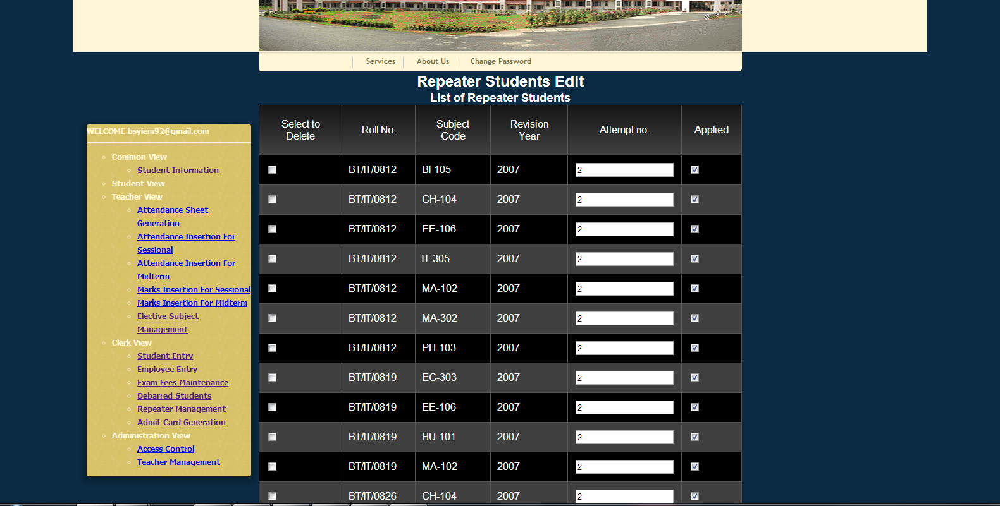 Services About Us Change Password
Repeater Students Edit
List of Repeater Students
WELCOME bsyiem92@gmail.com
Common View
Student Information
Student View
Teacher View
Attendance Sheet
Generation
Attendance Insertion For
Sessional
Attendance Insertion For
Midterm
Marks Insertion For Sessional
Marks Insertion For Midterm
Elective Subject
Management
Clerk View
Student Entry
Employee Entry
Exam Fees Maintenance
Debarred Students
Repeater Management
Admit Card Generation
Administration View
Access Control
Teacher Management
Select to Delete Roll No. Subject Code Revision Year Attempt no. Applied
BT/IT/0812 BI-105 2007 2
BT/IT/0812 CH-104 2007 2
BT/IT/0812 EE-106 2007 2
BT/IT/0812 IT-305 2007 2
BT/IT/0812 MA-102 2007 2
BT/IT/0812 MA-302 2007 2
BT/IT/0812 PH-103 2007 2
BT/IT/0819 EC-303 2007 2
BT/IT/0819 EE-106 2007 2
BT/IT/0819 HU-101 2007 2
BT/IT/0819 MA-102 2007 2
BT/IT/0826 CH-104 2007 2